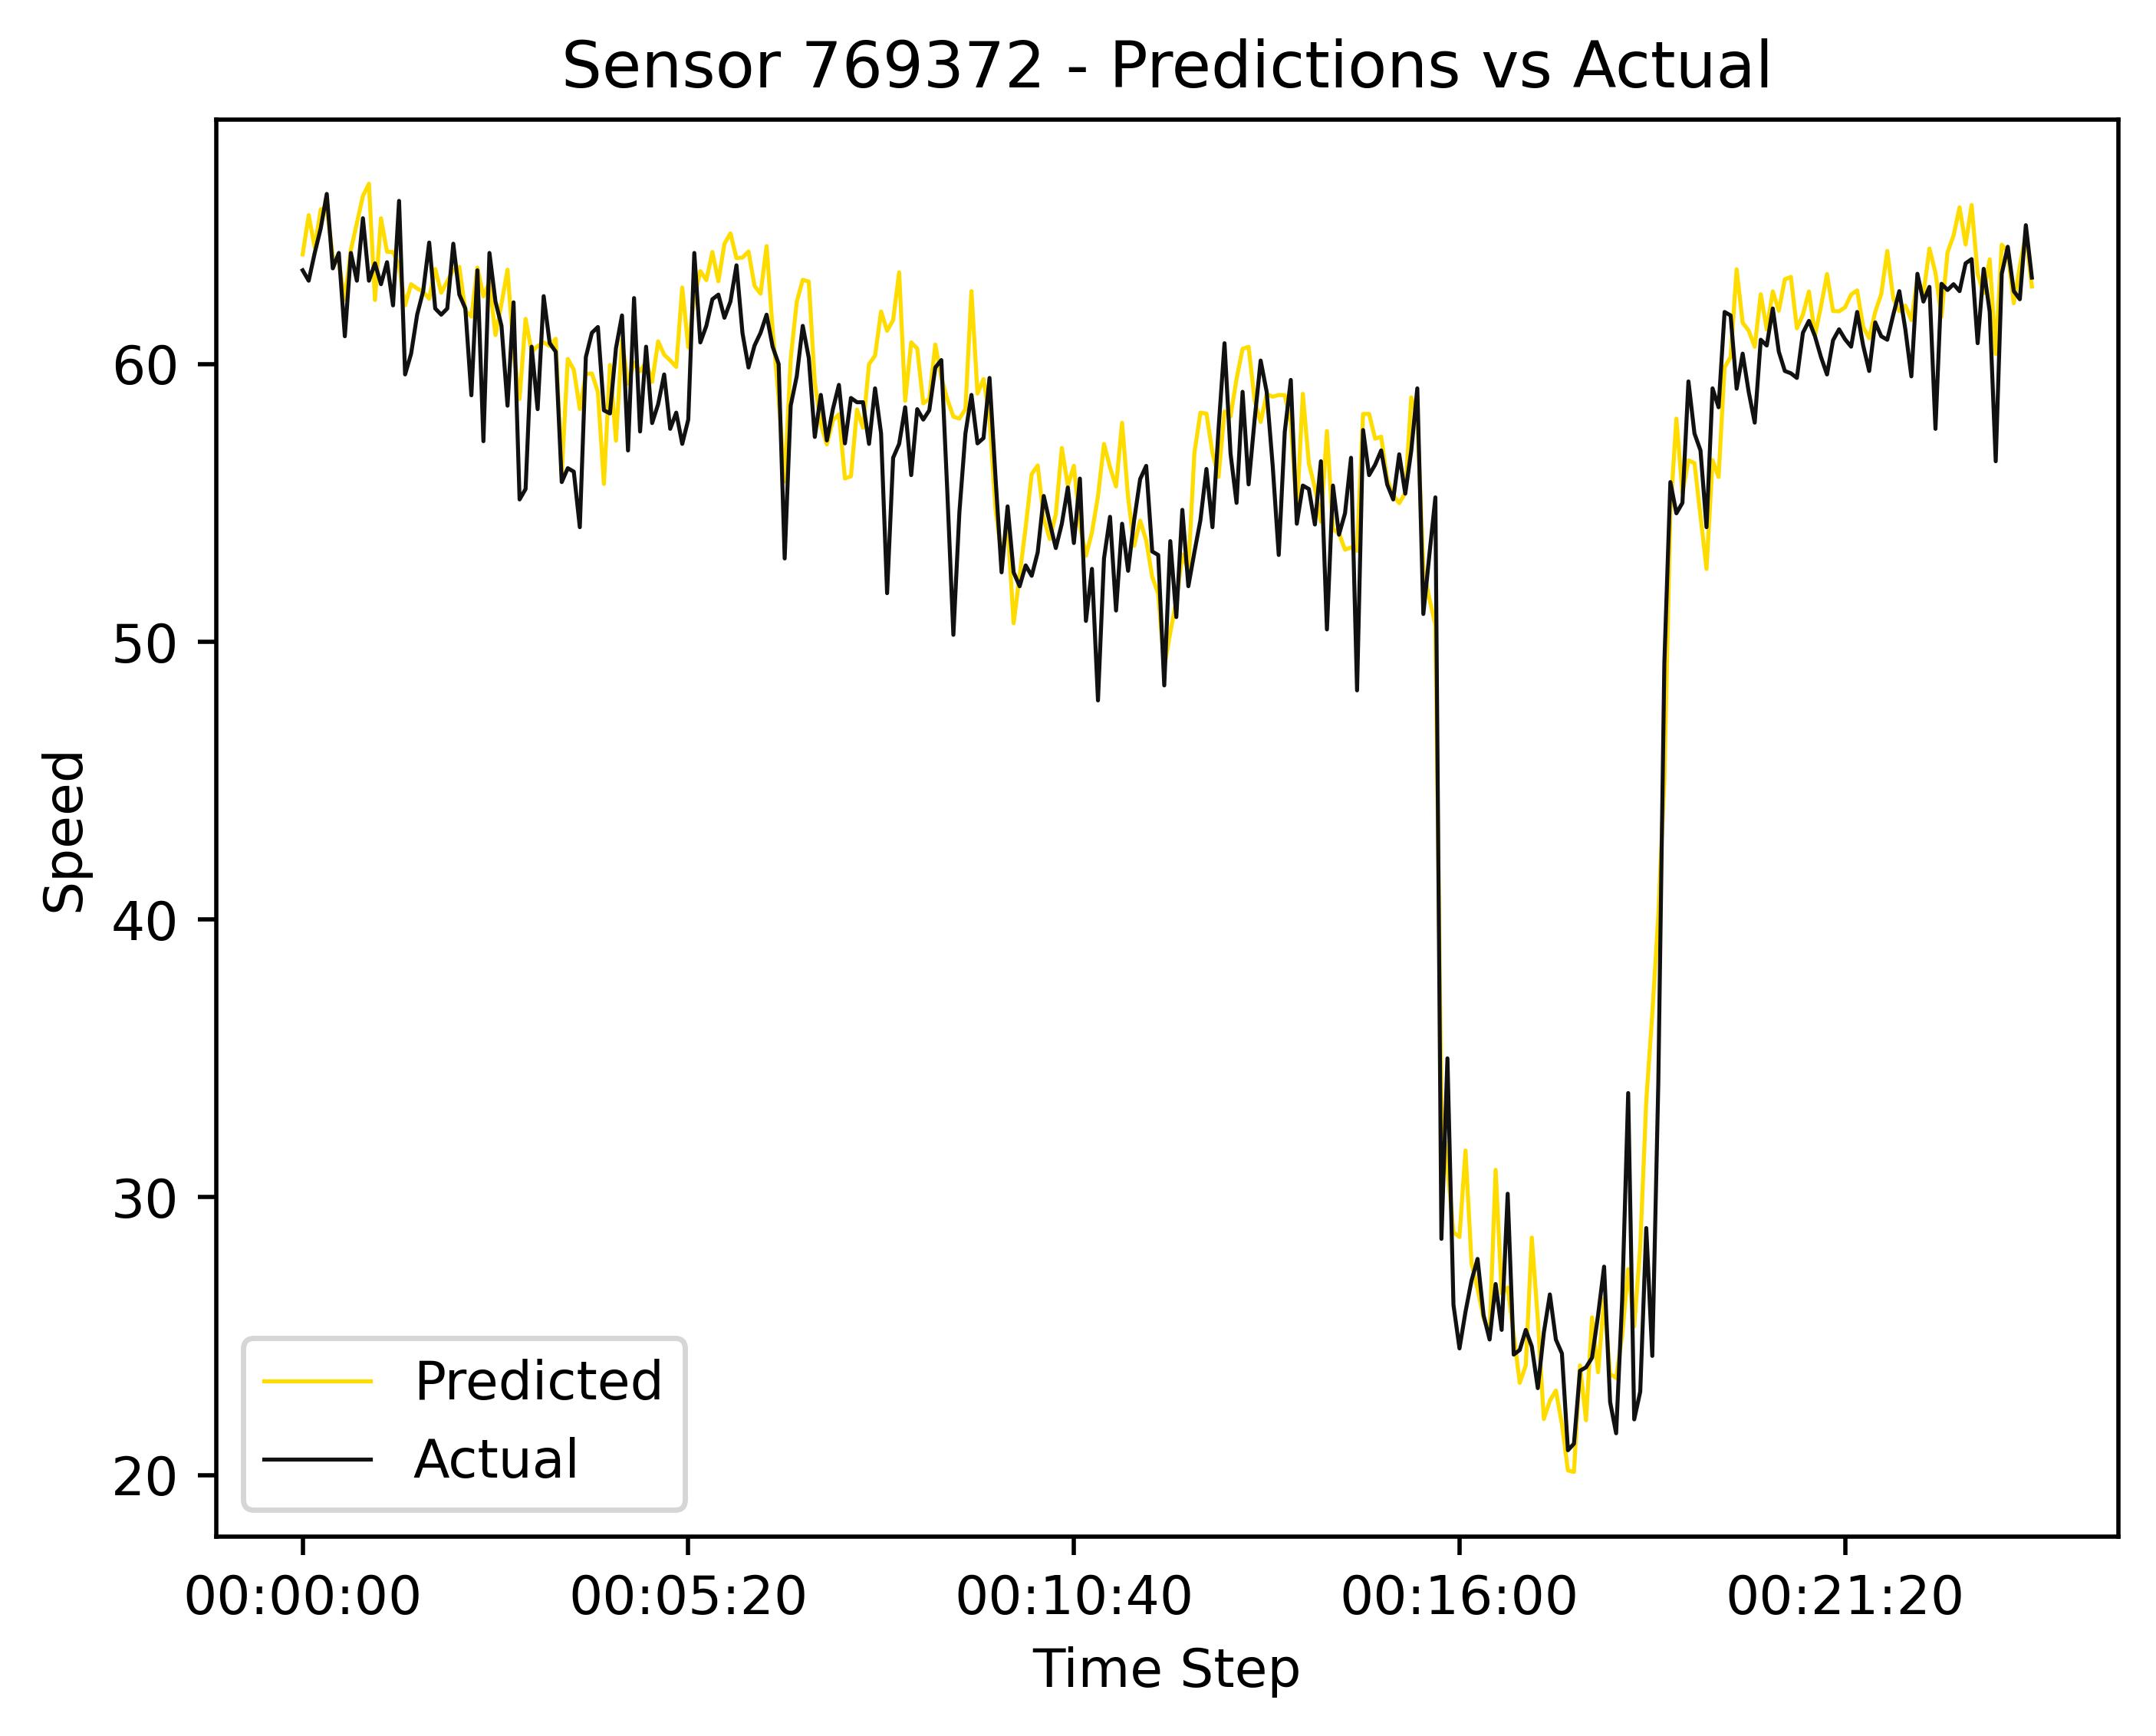 Sensor 769372 - Predictions vs Actual
60
50
40
30
20
Speed
Predicted
Actual
00:00:00 00:05:20 00:10:40 00:16:00 00:21:20
Time Step